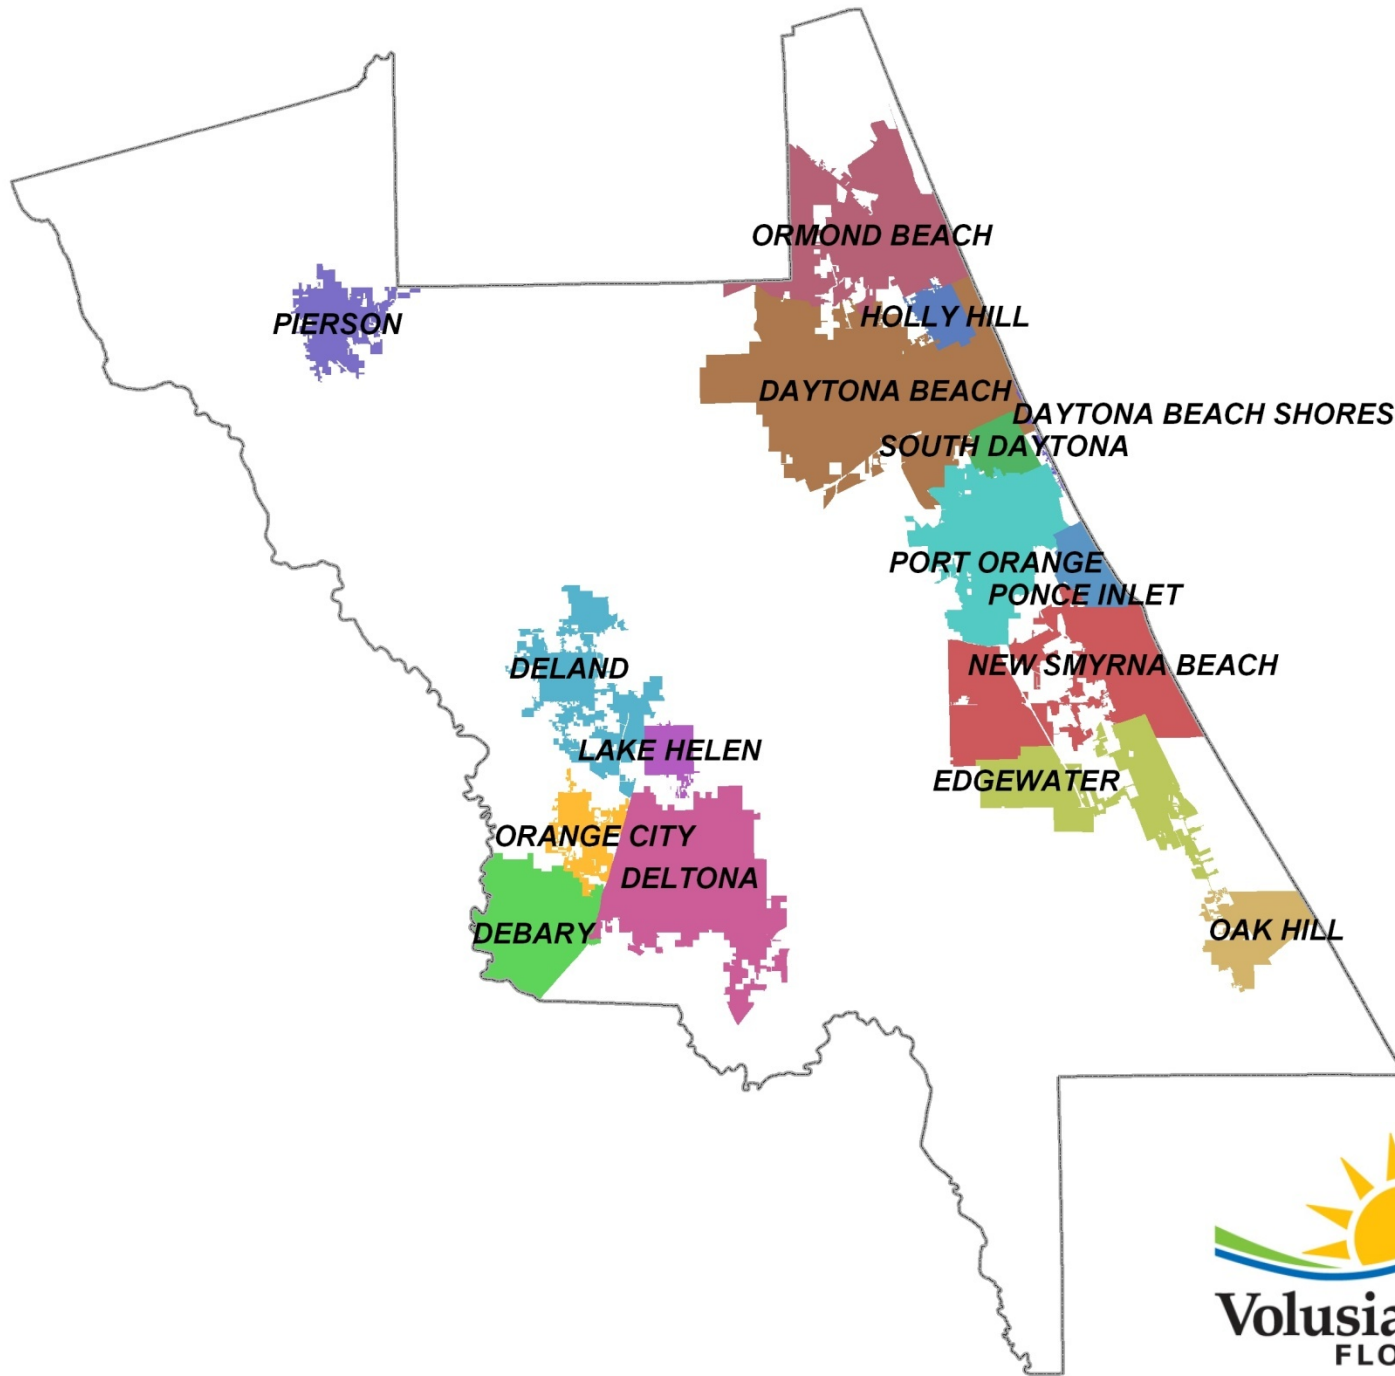 ORMOND BEACH
PIERSON
HOLLY HILL
DAYTONA BEACH
DAYTONA BEACH SHORES
SOUTH DAYTONA
PORT ORANGE
PONCE INLET
DELAND
NEW SMYRNA BEACH
LAKE HELEN
EDGEWATER
ORANGE CITY
DELTONA
DEBARY
OAK HILL
Volusia
FLO